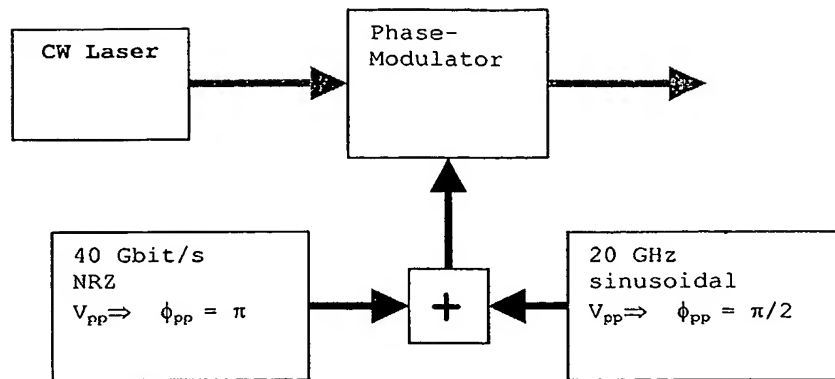 CW Laser
Phase-
Modulator
40 Gbit/s
NRZ
Vpp⇒ ϕpp = π
+
20 GHz
sinusoidal
Vpp⇒ ϕpp = π/2